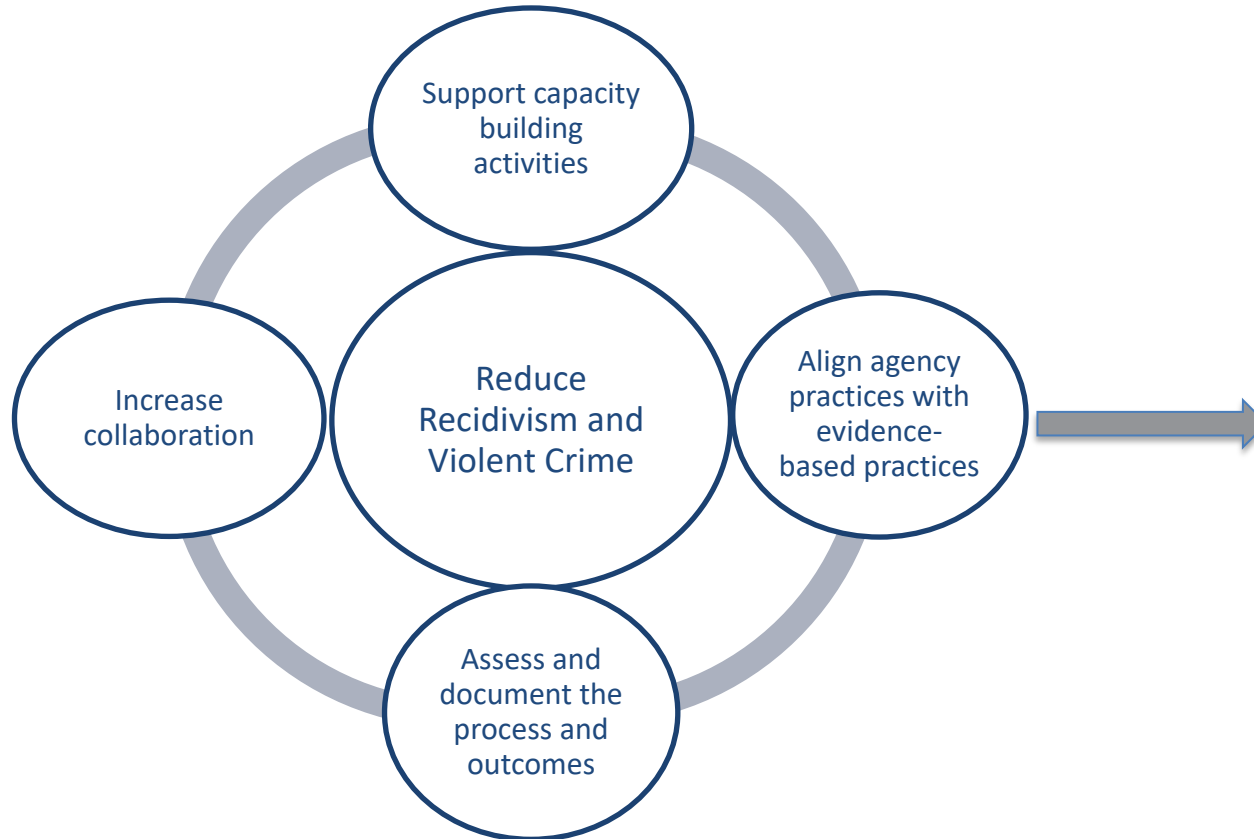 Support capacity
building
activities
Increase
collaboration
Reduce
Recidivism and
Violent Crime
Align agency
practices with
evidence-
based practices
Assess and
document the
process and
outcomes